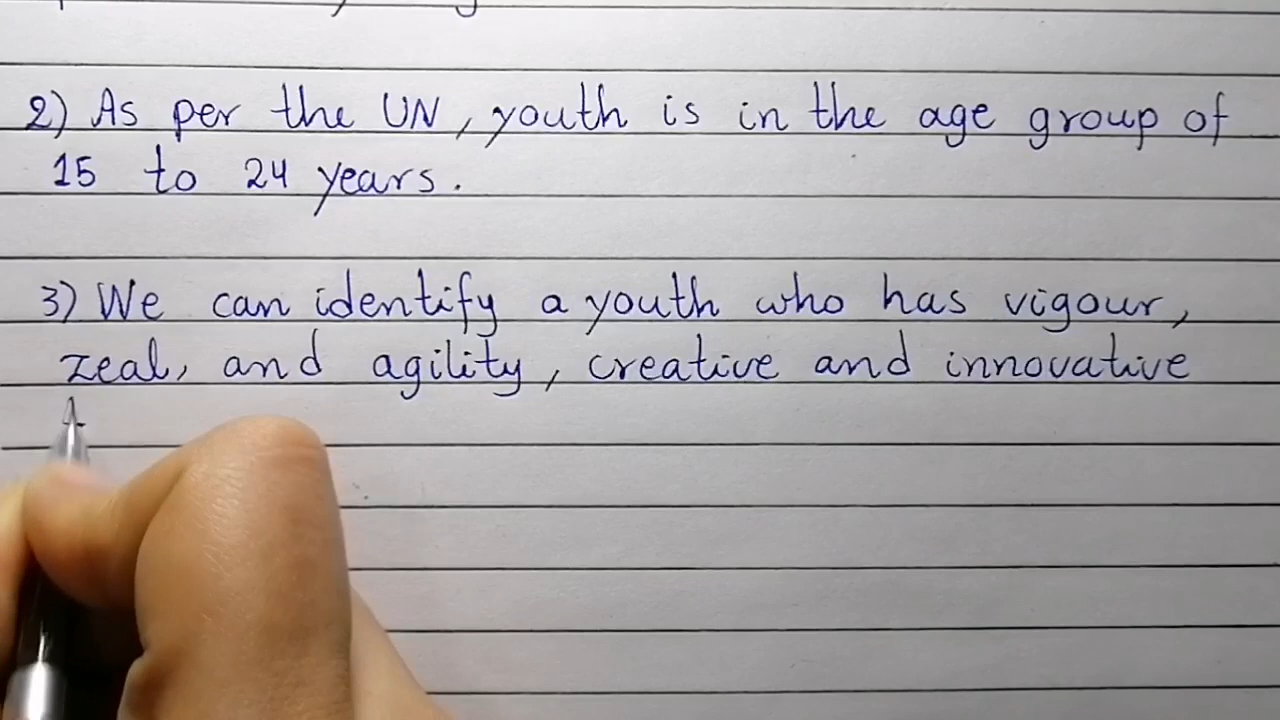 2) As per the UN, youth is in the age group of
15 to 24 years.
3) We can identify a youth who has vigour,
zeal, and agility, creative and innovative